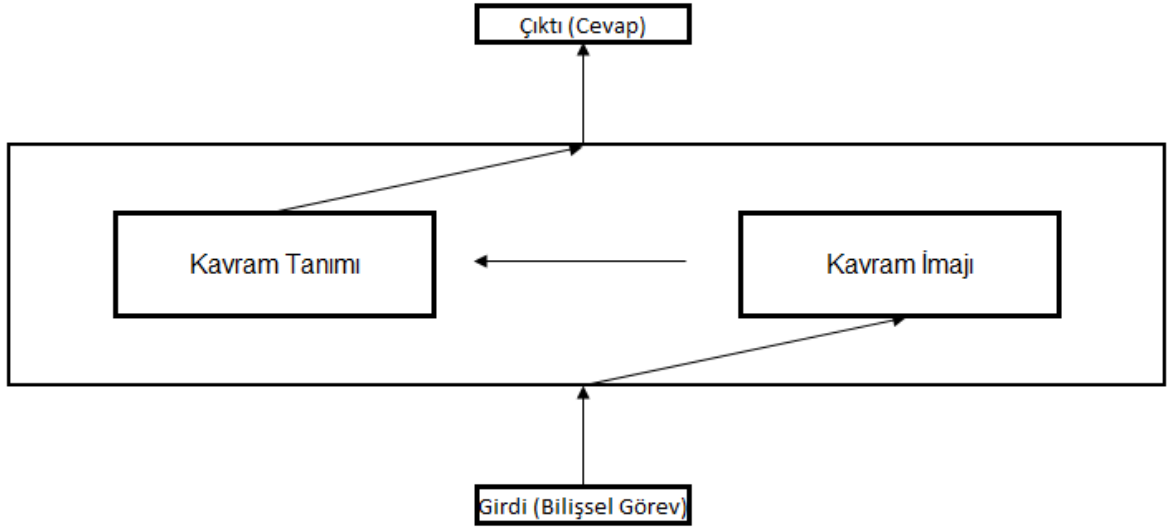 Çıktı (Cevap)
Kavram Tanımı
Kavram İmajı
Girdi (Bilişsel Görev)